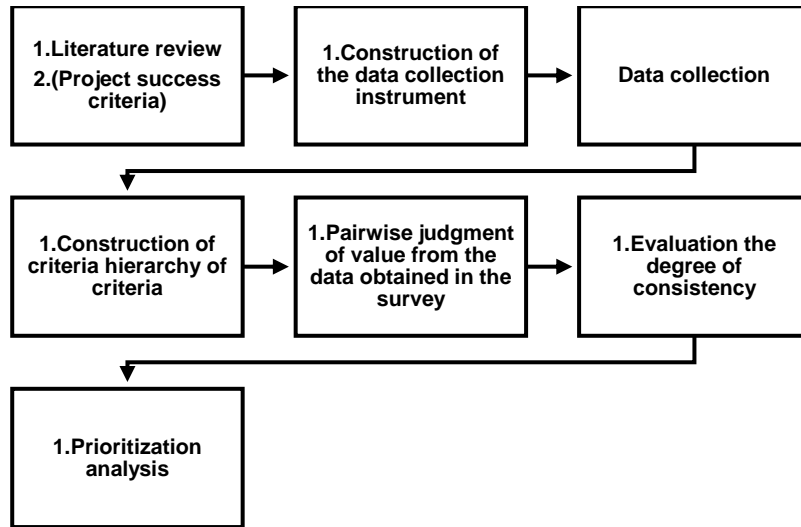 1.Literature review
2.(Project success
criteria)
1.Construction of
the data collection
instrument
Data collection
1.Construction of
criteria hierarchy of
criteria
1.Pairwise judgment
of value from the
data obtained in the
survey
1.Evaluation the
degree of
consistency
1.Prioritization
analysis